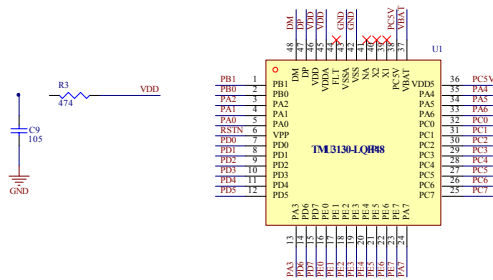 DM DP VDD VDD GND GND PC5V VBAT
48 47 46 45 44 43 42 41 40 39 38 37
U1
DM DP VDD VDDA FLT VSSA VSS NA X2 X1 PC5V VBAT
R3
474
VDD
C9
105
GND
PB1 1 PB1 VDD5 36 PC5V
PB0 2 PB0 PA4 35 PA4
PA2 3 PA2 PA5 34 PA5
PA1 4 PA1 PA6 33 PA6
PA0 5 PA0 PC0 32 PC0
RSTN 6 VPP PC1 31 PC1
PD0 7 PD0 PC2 30 PC2
PD1 8 PD1 PC3 29 PC3
PD2 9 PD2 PC4 28 PC4
PD3 10 PD3 PC5 27 PC5
PD4 11 PD4 PC6 26 PC6
PD5 12 PD5 PC7 25 PC7
PA3 PD6 PD7 PE0 PE1 PE2 PE3 PE4 PE5 PE6 PE7 PA7
13 14 15 16 17 18 19 20 21 22 23 24
PA3 PD6 PD7 PE0 PE1 PE2 PE3 PE4 PE5 PE6 PE7 PA7